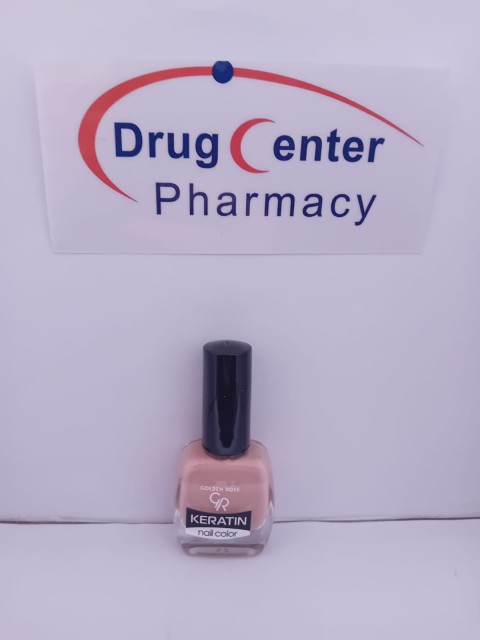 Drug Center
Pharmacy
GOLDEN ROSE
GR
KERATIN
nail color